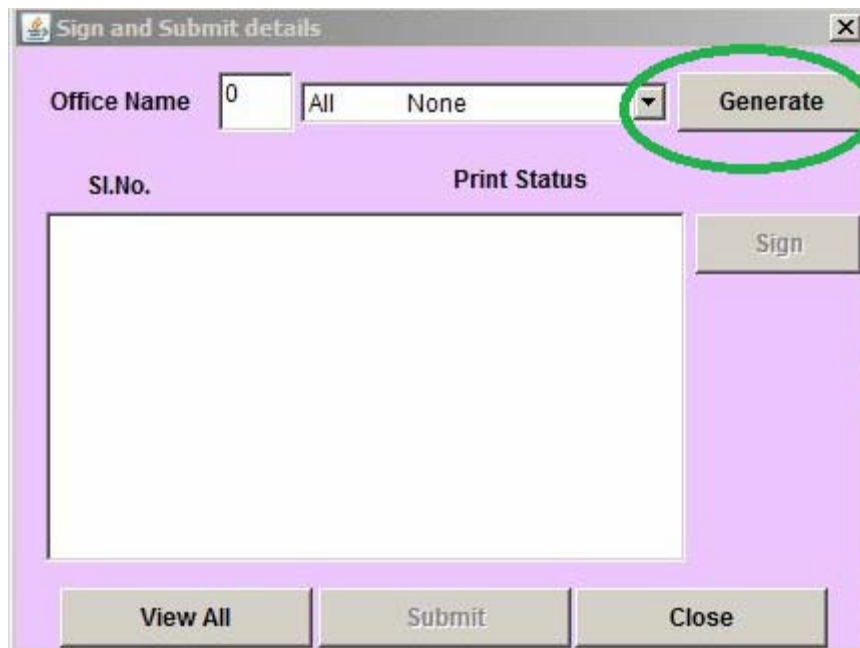 Sign and Submit details
Office Name 0 All None Generate
Sl.No. Print Status
Sign
View All Submit Close